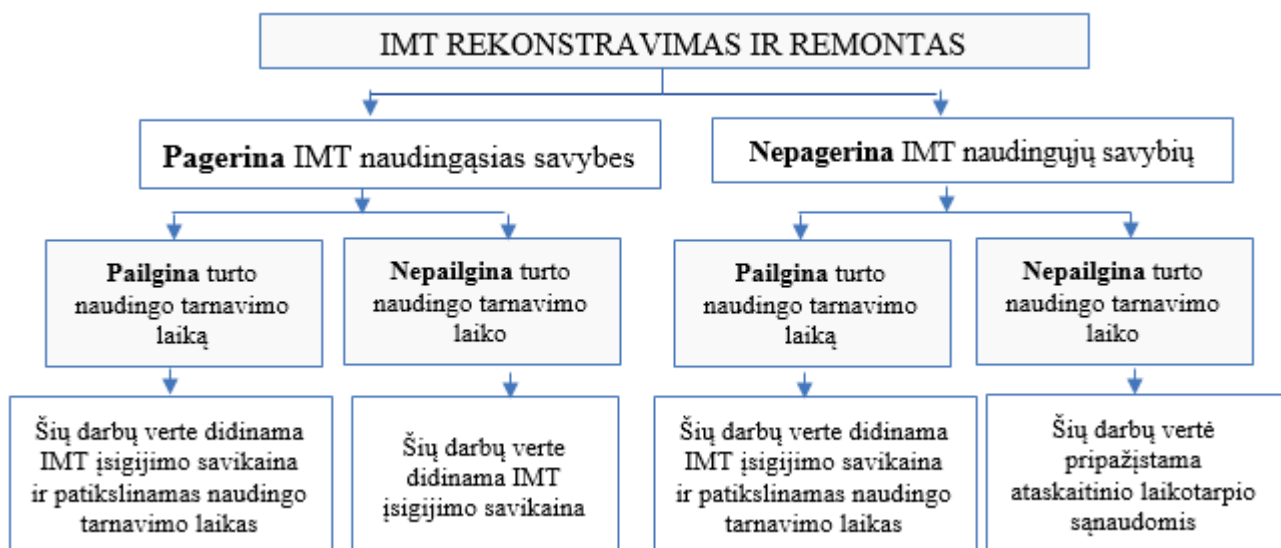 IMT REKONSTRAVIMAS IR REMONTAS
Pagerina IMT naudingąsias savybes
Nepagerina IMT naudingųjų savybių
Pailgina turto
naudingo tarnavimo
laiką
Nepailgina turto
naudingo tarnavimo
laiko
Pailgina turto
naudingo tarnavimo
laiką
Nepailgina turto
naudingo tarnavimo
laiko
Šių darbų verte didinama
IMT įsigijimo savikaina
ir patikslinamas naudingo
tarnavimo laikas
Šių darbų verte
didinama IMT
įsigijimo savikaina
Šių darbų verte didinama
IMT įsigijimo savikaina
ir patikslinamas naudingo
tarnavimo laikas
Šių darbų vertė
pripažįstama
ataskaitinio laikotarpio
sąnaudomis